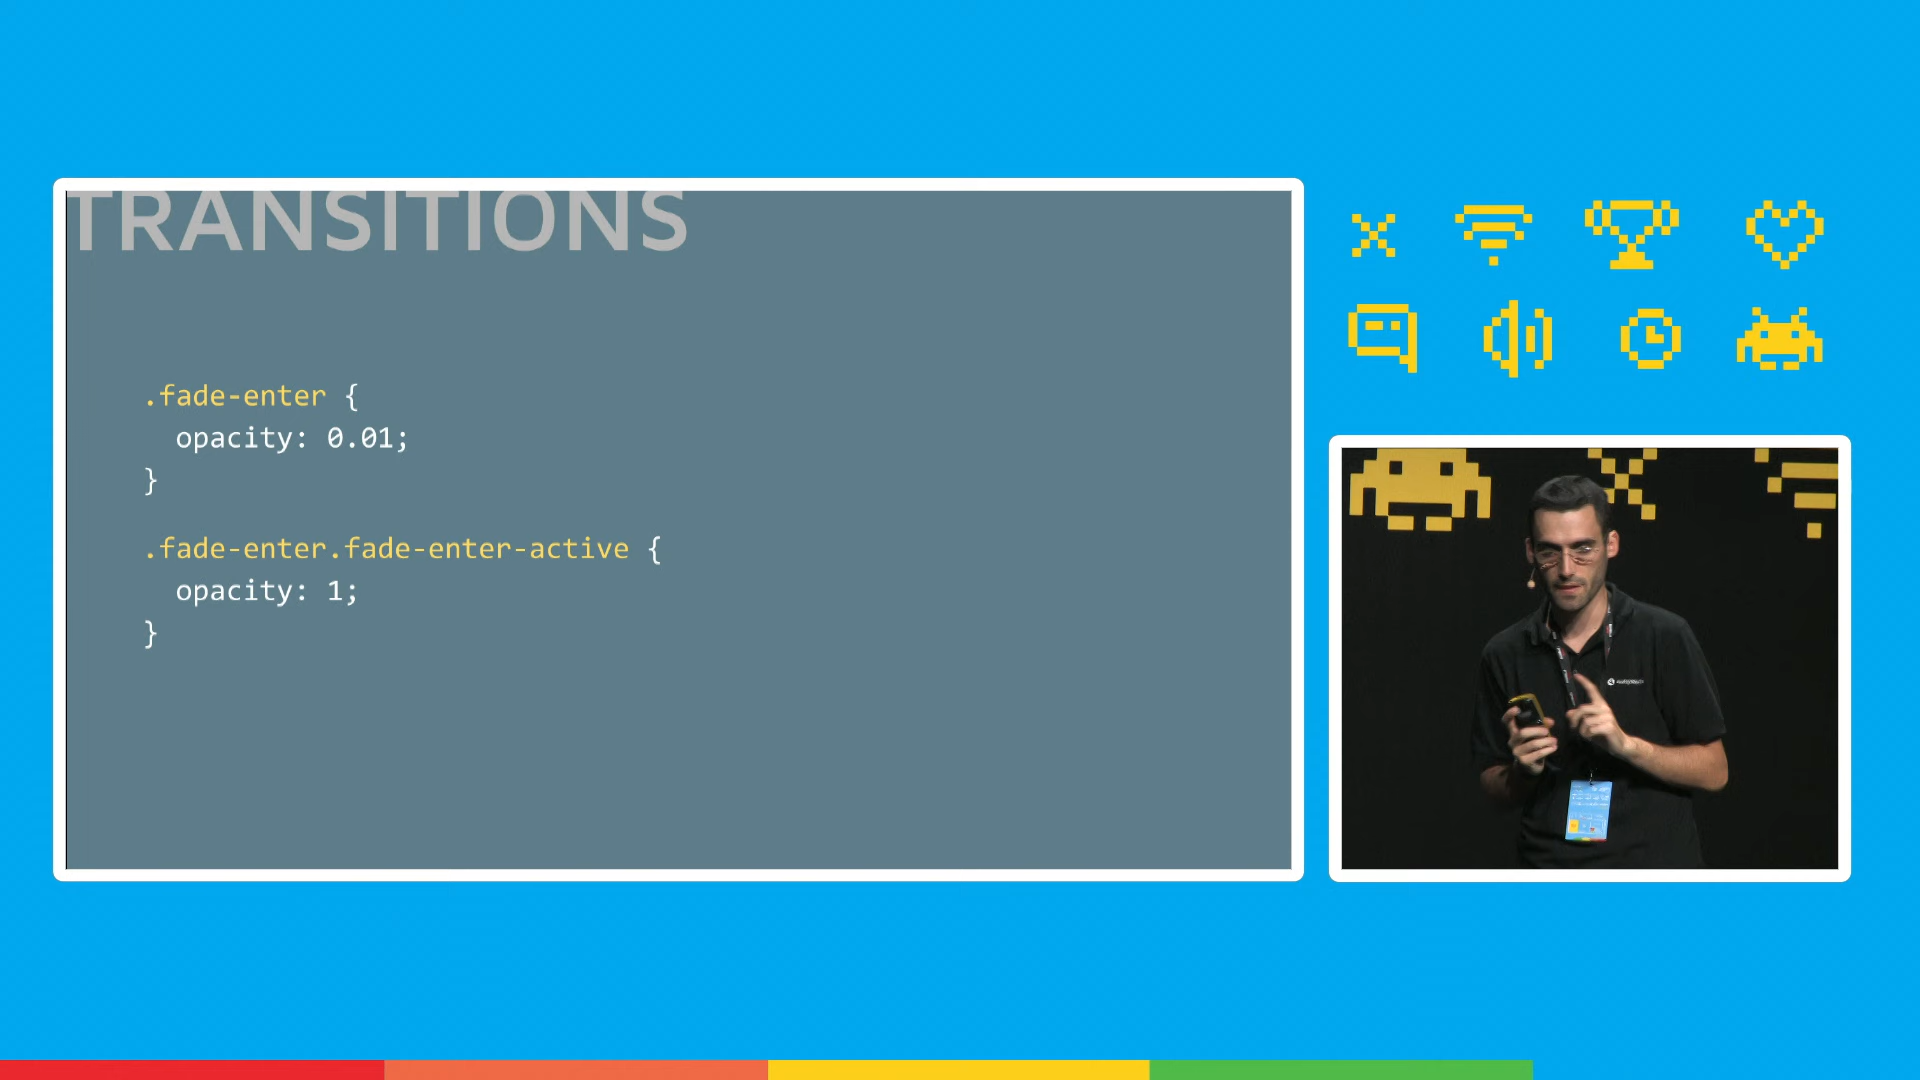 TRANSITIONS
.fade-enter {
opacity: 0.01;
}
.fade-enter.fade-enter-active {
opacity: 1;
}